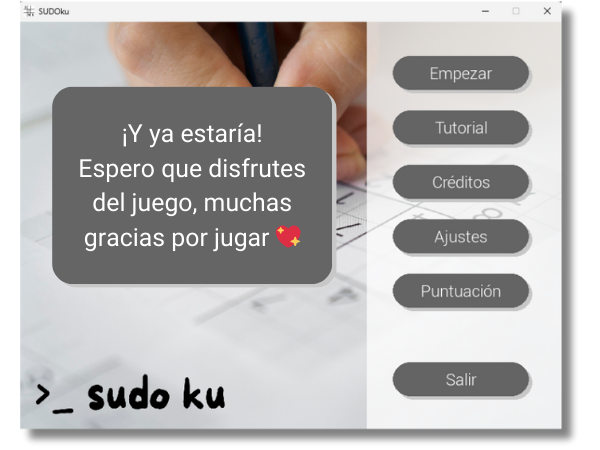 SUDOku
¡Y ya estaría!
Espero que disfrutes
del juego, muchas
gracias por jugar 💖
>_ sudo ku
Empezar
Tutorial
Créditos
Ajustes
Puntuación
Salir